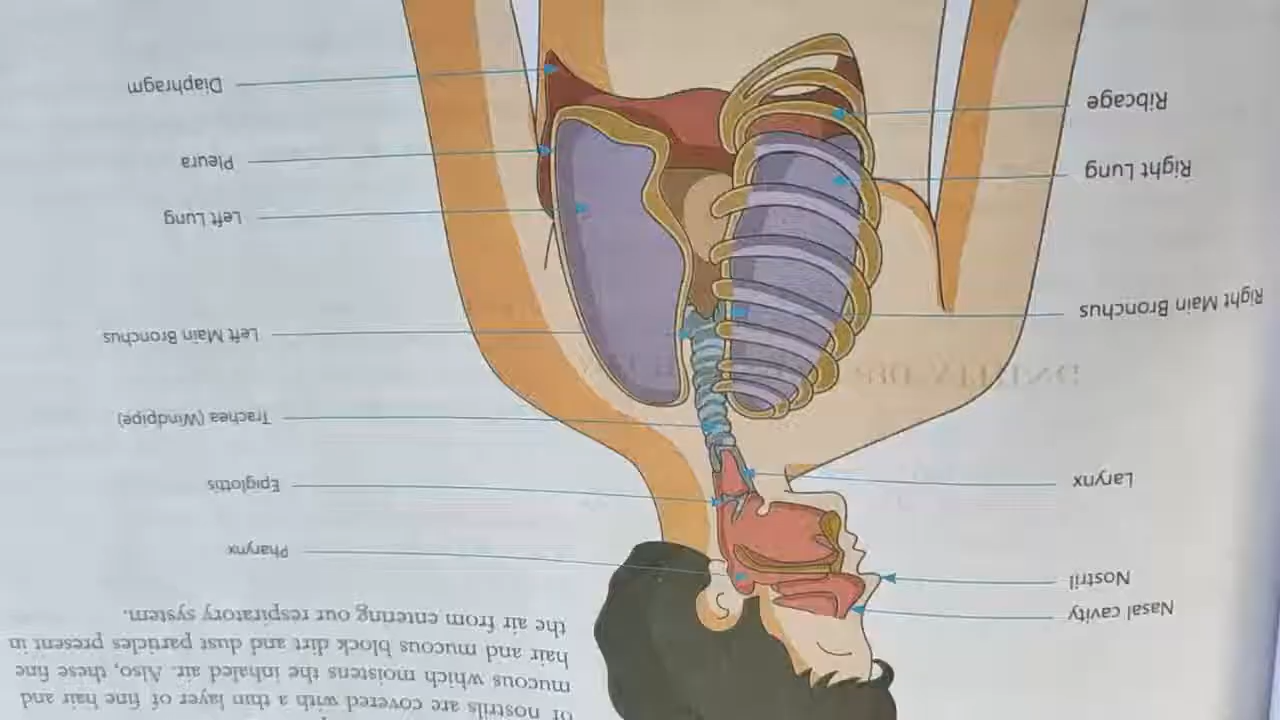 of nostrils are covered with a thin layer of fine hair and
mucous which moistens the inhaled air. Also, these fine
hair and mucous block dirt and dust particles present in
the air from entering our respiratory system.
Nasal cavity
Nostril
Pharynx
Epiglottis
Larynx
Trachea (Windpipe)
Left Main Bronchus
Right Main Bronchus
Left Lung
Right Lung
Pleura
Ribcage
Diaphragm